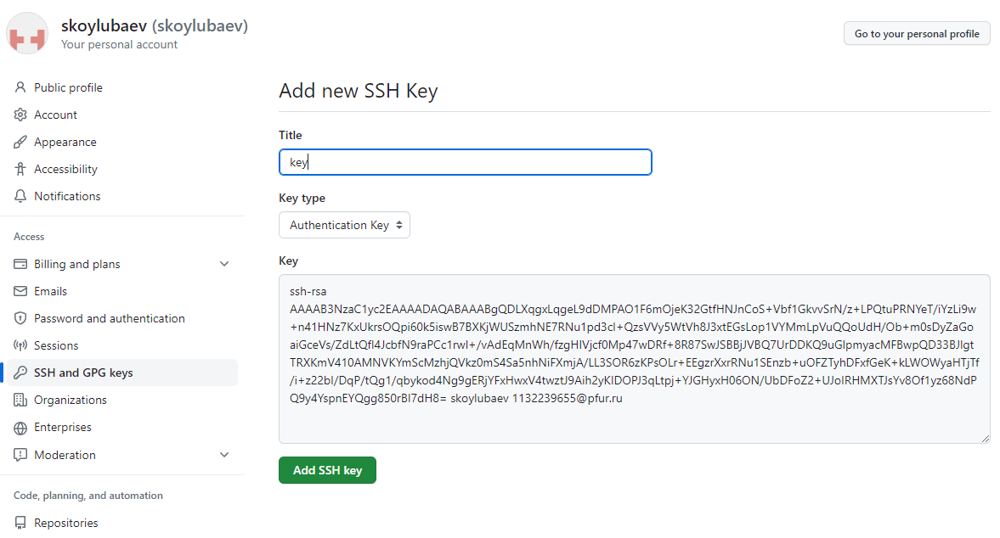 skoylubaev (skoylubaev)
Your personal account
Go to your personal profile
Public profile
Account
Appearance
Accessibility
Notifications
Access
Billing and plans
Emails
Password and authentication
Sessions
SSH and GPG keys
Organizations
Enterprises
Moderation
Code, planning, and automation
Repositories
Add new SSH Key
Title
key
Key type
Authentication Key
Key
ssh-rsa
AAAAB3NzaC1yc2EAAAADAQABAAABgQDLXqgxLqgeL9dDMPAO1F6mOjeK32GtfHNJnCoS+Vbf1GkvvSrN/z+LPQtuPRNYeT/iYzLi9w
+n41HNz7KxUkrsOQpi60k5iswB7BXKjWUSzmhNE7RNu1pd3cl+QzsVVy5WtVh8J3xtEGsLop1VYMmLpVuQQoUdH/Ob+m0sDyZaGo
aiGceVs/ZdLtQfl4JcbfN9raPCc1rwI+/vAdEqMnWh/fzgHIVjcf0Mp47wDRf+8R87SwJSBBjJVBQ7UrDDKQ9uGlpmyacMFBwpQD33BJlgt
TRXKmV410AMNVKYmScMzhjQVkz0mS4Sa5nhNiFXmjA/LL3SOR6zKPsOLr+EEgzrXxrRNu1SEnzb+uOFZTyhDFxfGeK+kLWOWyaHTjTf
/i+z22bI/DqP/tQg1/qbykod4Ng9gERjYFxHwxV4twztJ9Aih2yKIDOPJ3qLtpj+YJGHyxH06ON/UbDFoZ2+UJoIRHMXTJsYv8Of1yz68NdP
Q9y4YspnEYQgg850rBI7dH8= skoylubaev 1132239655@pfur.ru
Add SSH key